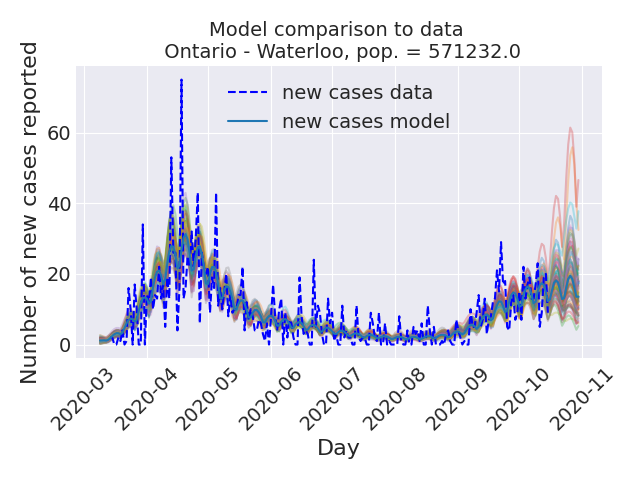 Model comparison to data
Ontario - Waterloo, pop. = 571232.0
new cases data
new cases model
Number of new cases reported
60
40
20
0
2020-03
2020-04
2020-05
2020-06
2020-07
2020-08
2020-09
2020-10
2020-11
Day